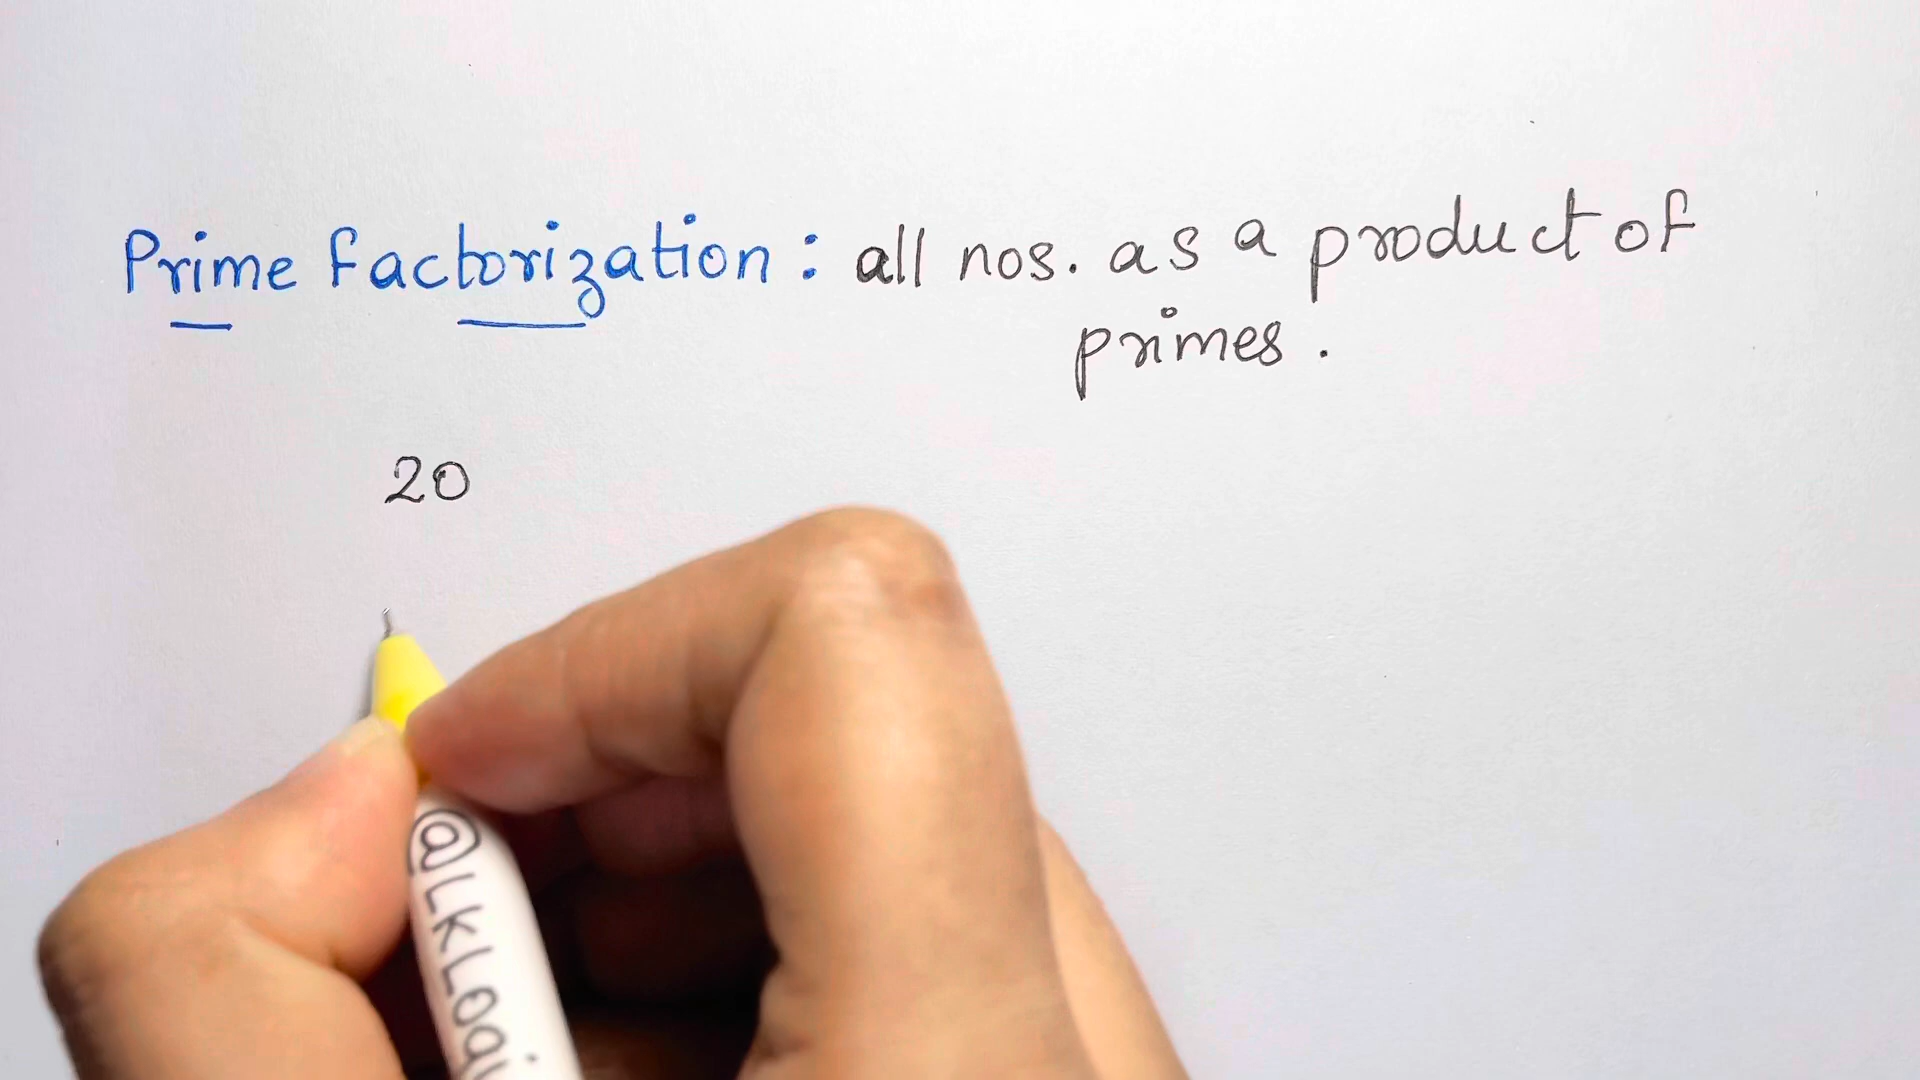 Prime Factorization : all nos. as a product of
primes .
20
@LKLogi